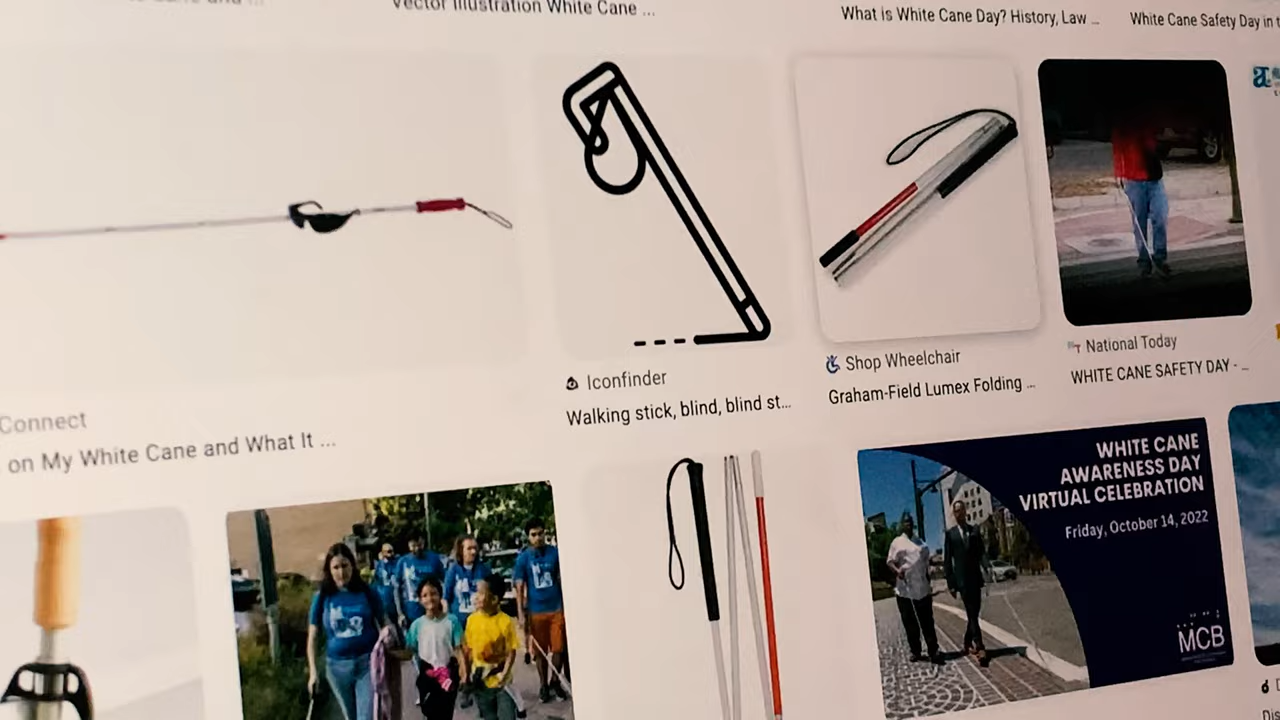 Vector Illustration White Cane ...
What is White Cane Day? History, Law ...
White Cane Safety Day in t
Iconfinder
Walking stick, blind, blind st...
Shop Wheelchair
Graham-Field Lumex Folding ...
National Today
WHITE CANE SAFETY DAY - ...
Connect
on My White Cane and What It ...
WHITE CANE
AWARENESS DAY
VIRTUAL CELEBRATION
Friday, October 14, 2022
MCB